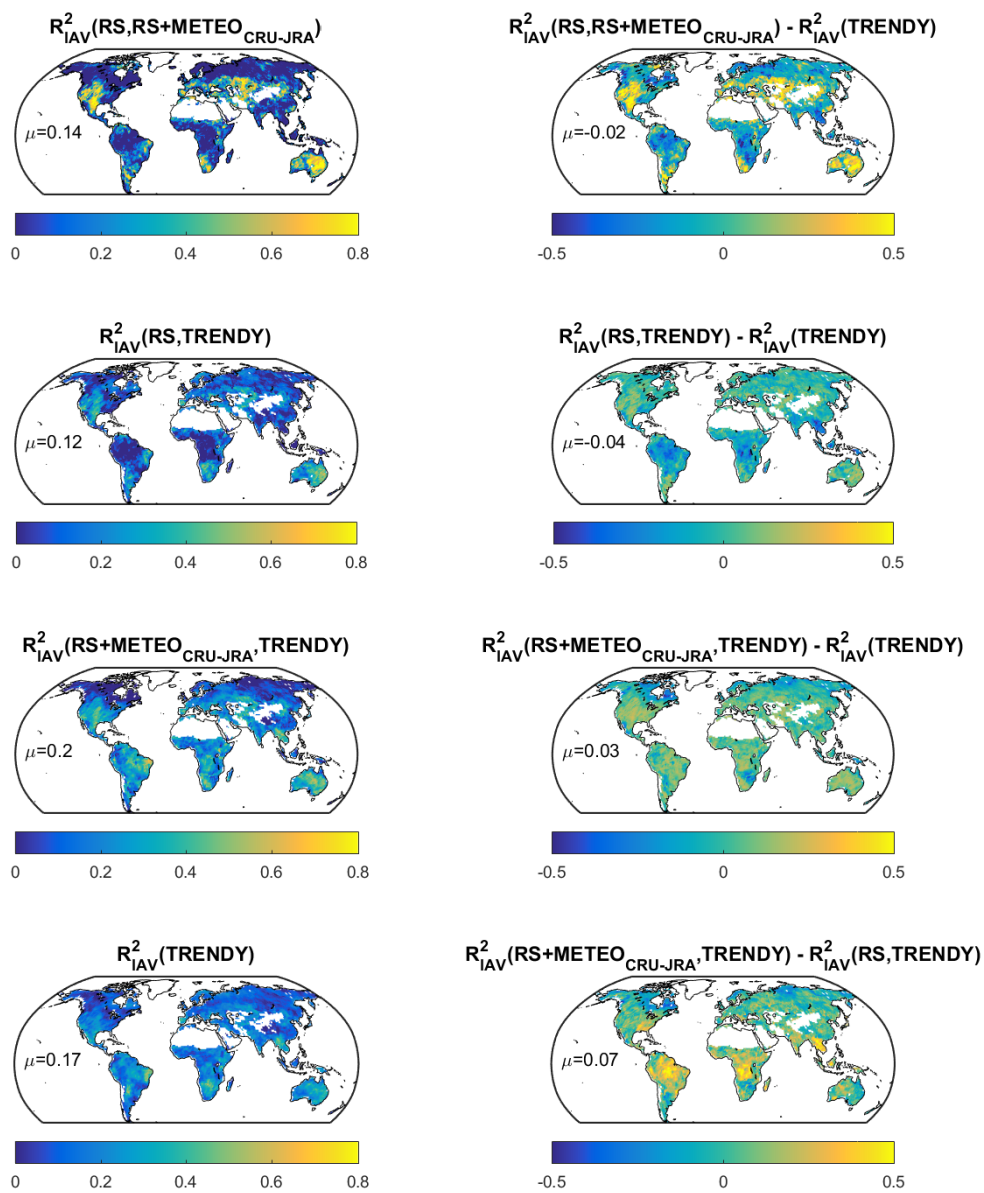 R²IAV(RS,RS+METEOCRU-JRA)
R²IAV(RS,RS+METEOCRU-JRA) - R²IAV(TRENDY)
μ=0.14
μ=-0.02
0 0.2 0.4 0.6 0.8
-0.5 0 0.5
R²IAV(RS,TRENDY)
R²IAV(RS,TRENDY) - R²IAV(TRENDY)
μ=0.12
μ=-0.04
0 0.2 0.4 0.6 0.8
-0.5 0 0.5
R²IAV(RS+METEOCRU-JRA,TRENDY)
R²IAV(RS+METEOCRU-JRA,TRENDY) - R²IAV(TRENDY)
μ=0.2
μ=0.03
0 0.2 0.4 0.6 0.8
-0.5 0 0.5
R²IAV(TRENDY)
R²IAV(RS+METEOCRU-JRA,TRENDY) - R²IAV(RS,TRENDY)
μ=0.17
μ=0.07
0 0.2 0.4 0.6 0.8
-0.5 0 0.5